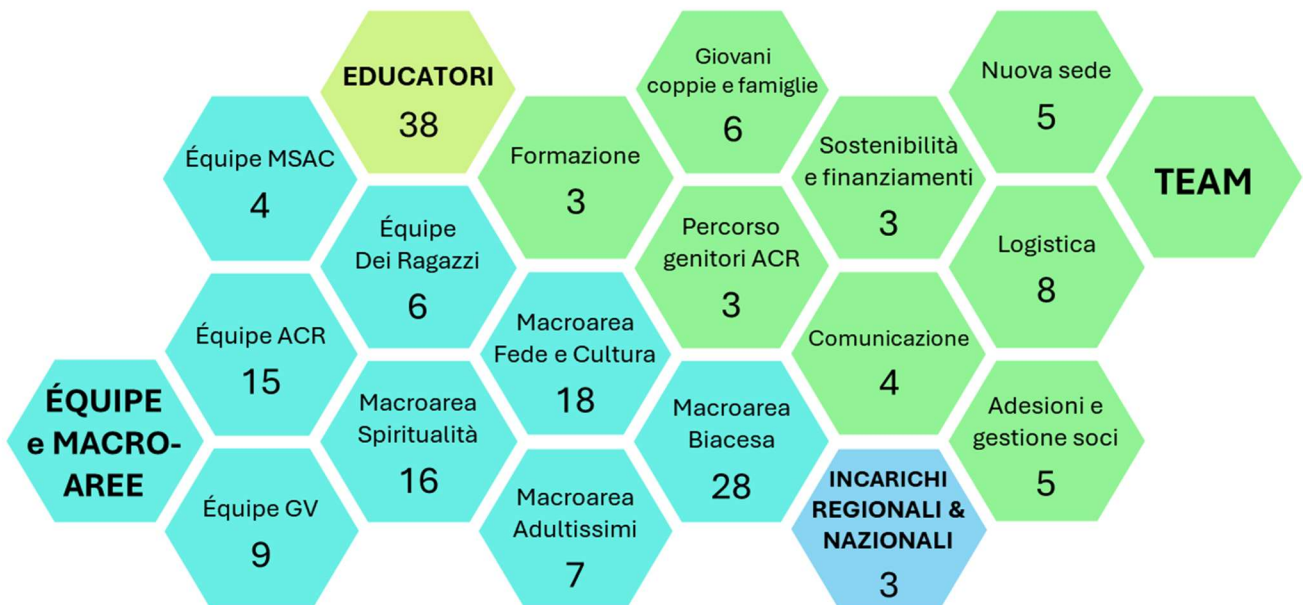 EDUCATORI
38
Giovani
coppie e famiglie
6
Nuova sede
5
Équipe MSAC
4
Formazione
3
Sostenibilità
e finanziamenti
3
TEAM
Équipe
Dei Ragazzi
6
Percorso
genitori ACR
3
Logistica
8
Équipe ACR
15
Macroarea
Fede e Cultura
18
Comunicazione
4
ÉQUIPE
e MACRO-
AREE
Macroarea
Spiritualità
16
Macroarea
Biacesa
28
Adesioni e
gestione soci
5
Équipe GV
9
Macroarea
Adultissimi
7
INCARICHI
REGIONALI &
NAZIONALI
3